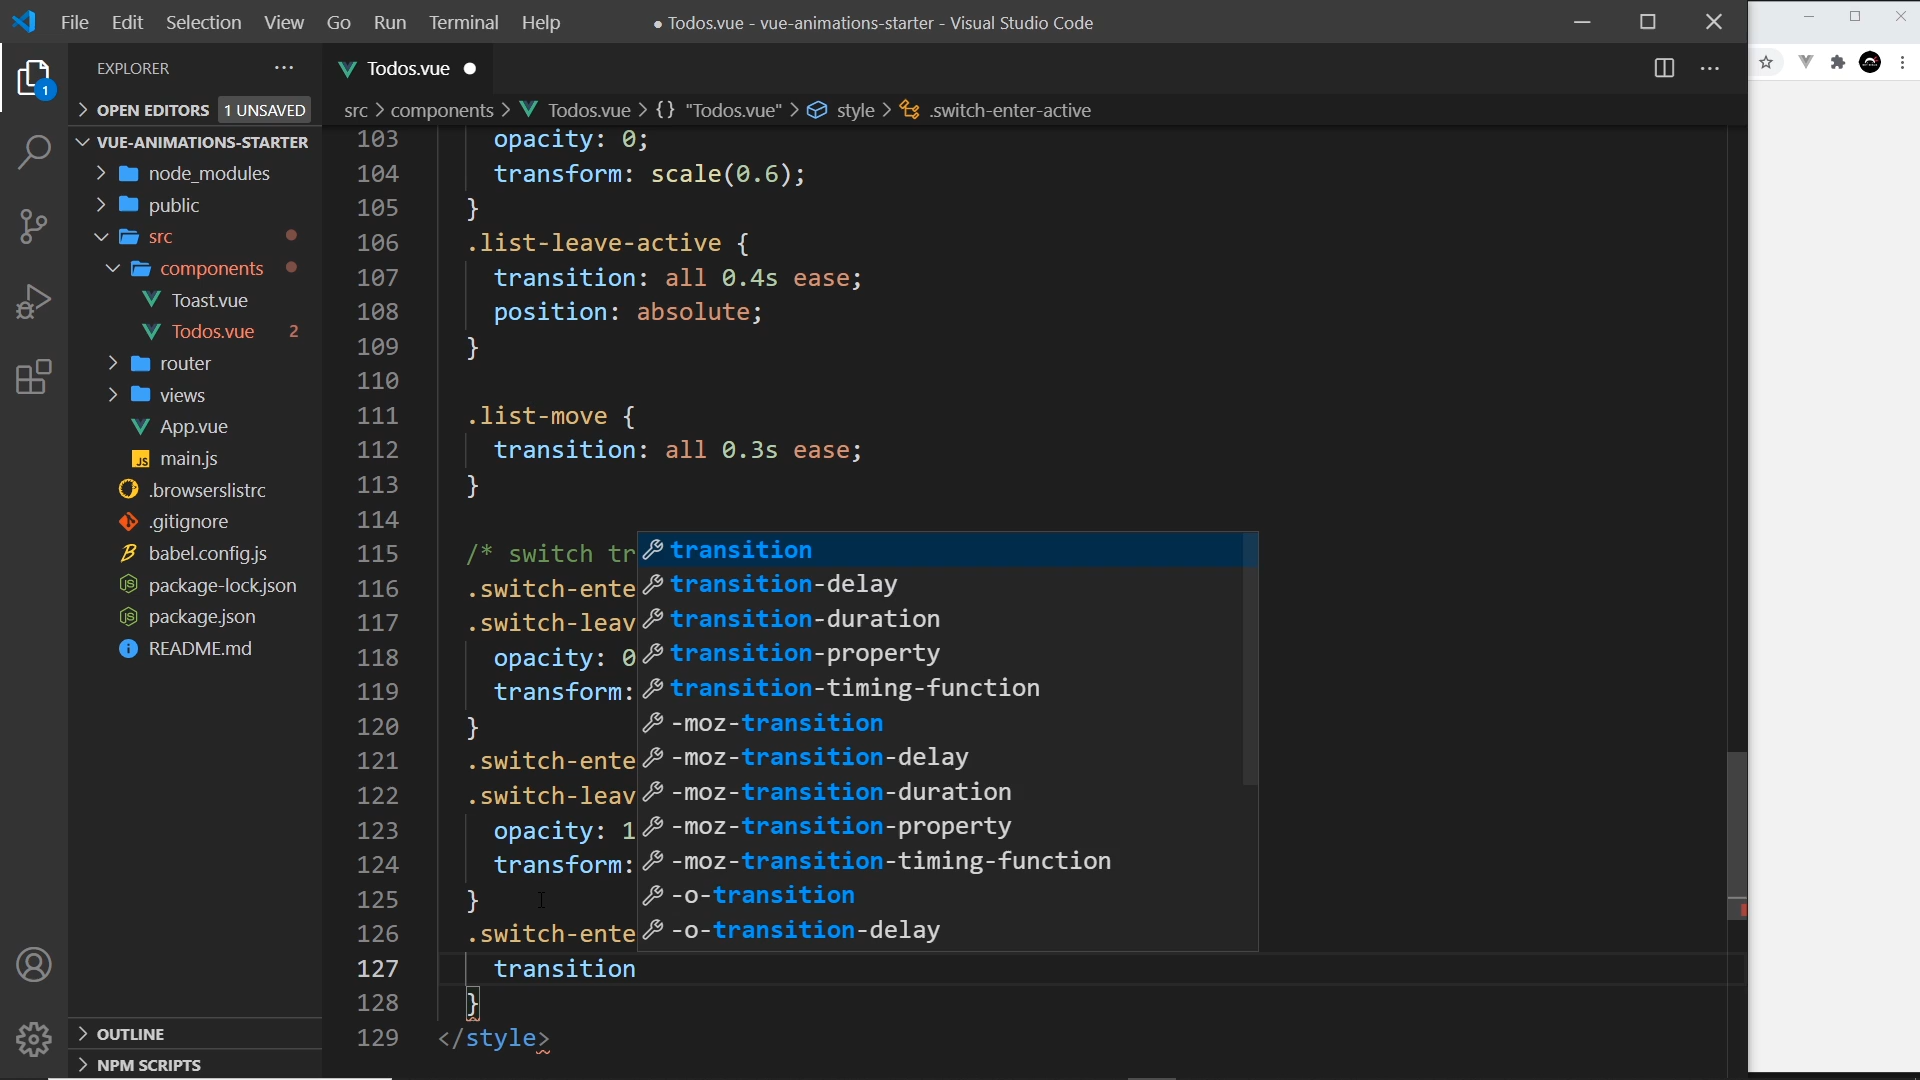 File Edit Selection View Go Run Terminal Help
● Todos.vue - vue-animations-starter - Visual Studio Code
EXPLORER
Todos.vue
OPEN EDITORS 1 UNSAVED
src > components > Todos.vue > {} "Todos.vue" > style > .switch-enter-active
1
VUE-ANIMATIONS-STARTER
node_modules
public
src
components
Toast.vue
Todos.vue 2
router
views
App.vue
JS main.js
.browserslistrc
.gitignore
babel.config.js
package-lock.json
package.json
README.md
OUTLINE
NPM SCRIPTS
103 opacity: 0;
104 transform: scale(0.6);
105 }
106 .list-leave-active {
107 transition: all 0.4s ease;
108 position: absolute;
109 }
110
111 .list-move {
112 transition: all 0.3s ease;
113 }
114
115 /* switch tr
116 .switch-ente
117 .switch-leav
118 opacity: 0
119 transform:
120 }
121 .switch-ente
122 .switch-leav
123 opacity: 1
124 transform:
125 }
126 .switch-ente
127 transition
128 }
129 </style>
transition
transition-delay
transition-duration
transition-property
transition-timing-function
-moz-transition
-moz-transition-delay
-moz-transition-duration
-moz-transition-property
-moz-transition-timing-function
-o-transition
-o-transition-delay